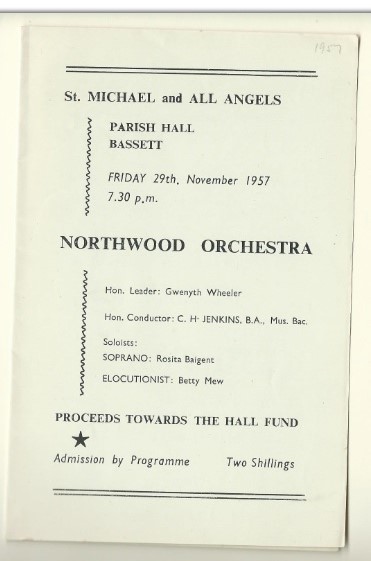 1957
St. MICHAEL and ALL ANGELS
PARISH HALL
BASSETT
FRIDAY 29th, November 1957
7.30 p.m.
NORTHWOOD ORCHESTRA
Hon. Leader: Gwenyth Wheeler
Hon. Conductor: C. H. JENKINS, B.A., Mus. Bac.
Soloists:
SOPRANO: Rosita Baigent
ELOCUTIONIST: Betty Mew
PROCEEDS TOWARDS THE HALL FUND
Admission by Programme Two Shillings